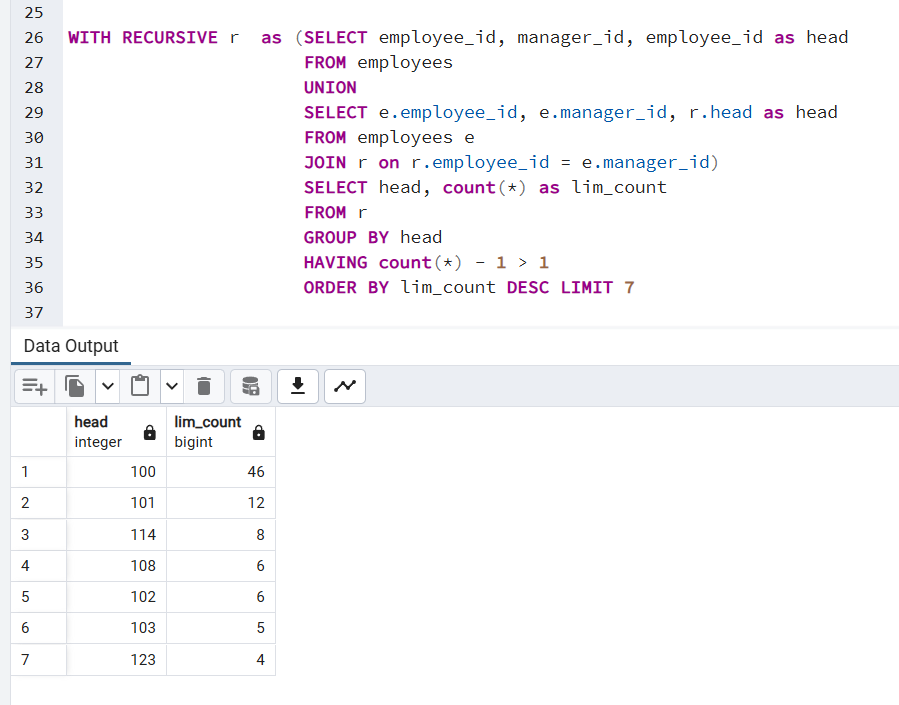 25
26 WITH RECURSIVE r  as (SELECT employee_id, manager_id, employee_id as head
27 FROM employees
28 UNION
29 SELECT e.employee_id, e.manager_id, r.head as head
30 FROM employees e
31 JOIN r on r.employee_id = e.manager_id)
32 SELECT head, count(*) as lim_count
33 FROM r
34 GROUP BY head
35 HAVING count(*) - 1 > 1
36 ORDER BY lim_count DESC LIMIT 7
37
Data Output
head lim_count
integer bigint
1 100 46
2 101 12
3 114 8
4 108 6
5 102 6
6 103 5
7 123 4